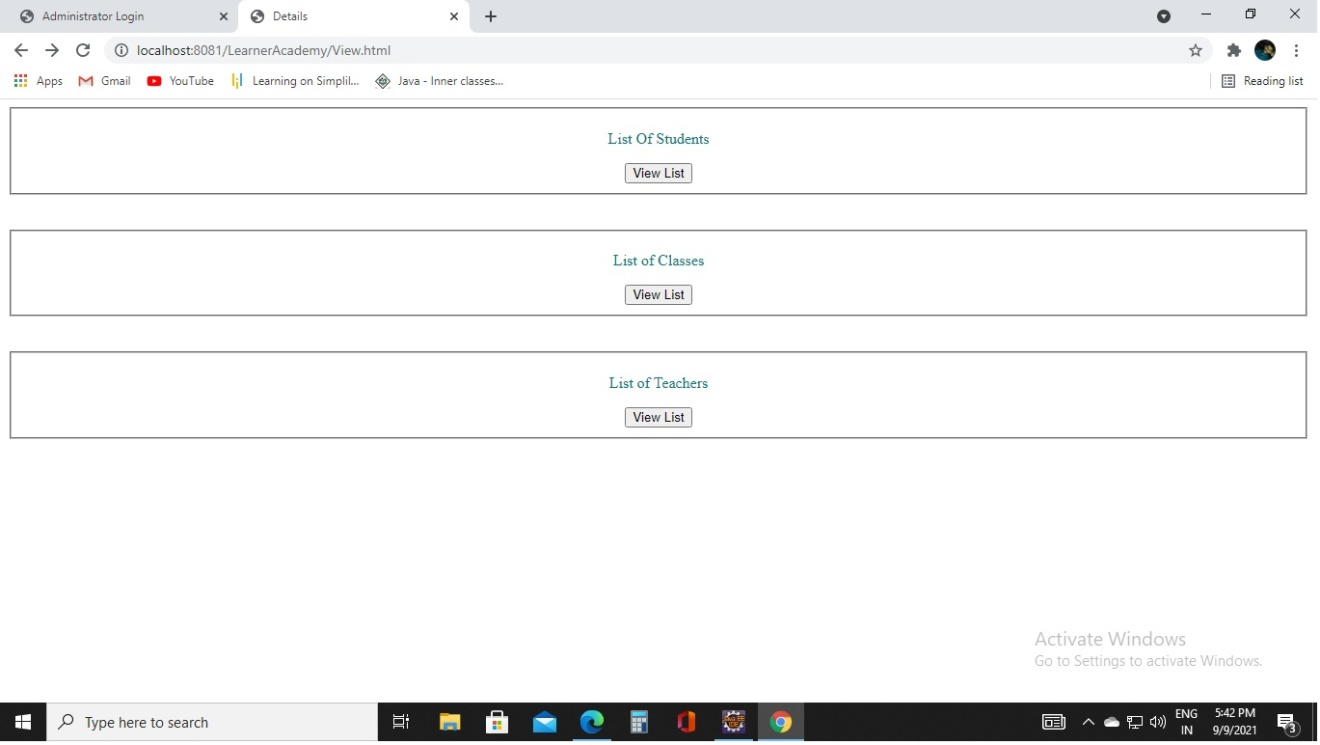 Administrator Login
Details
localhost:8081/LearnerAcademy/View.html
Apps Gmail YouTube Learning on Simplil... Java - Inner classes... Reading list
List Of Students
View List
List of Classes
View List
List of Teachers
View List
Activate Windows
Go to Settings to activate Windows.
Type here to search
ENG
IN
5:42 PM
9/9/2021
3